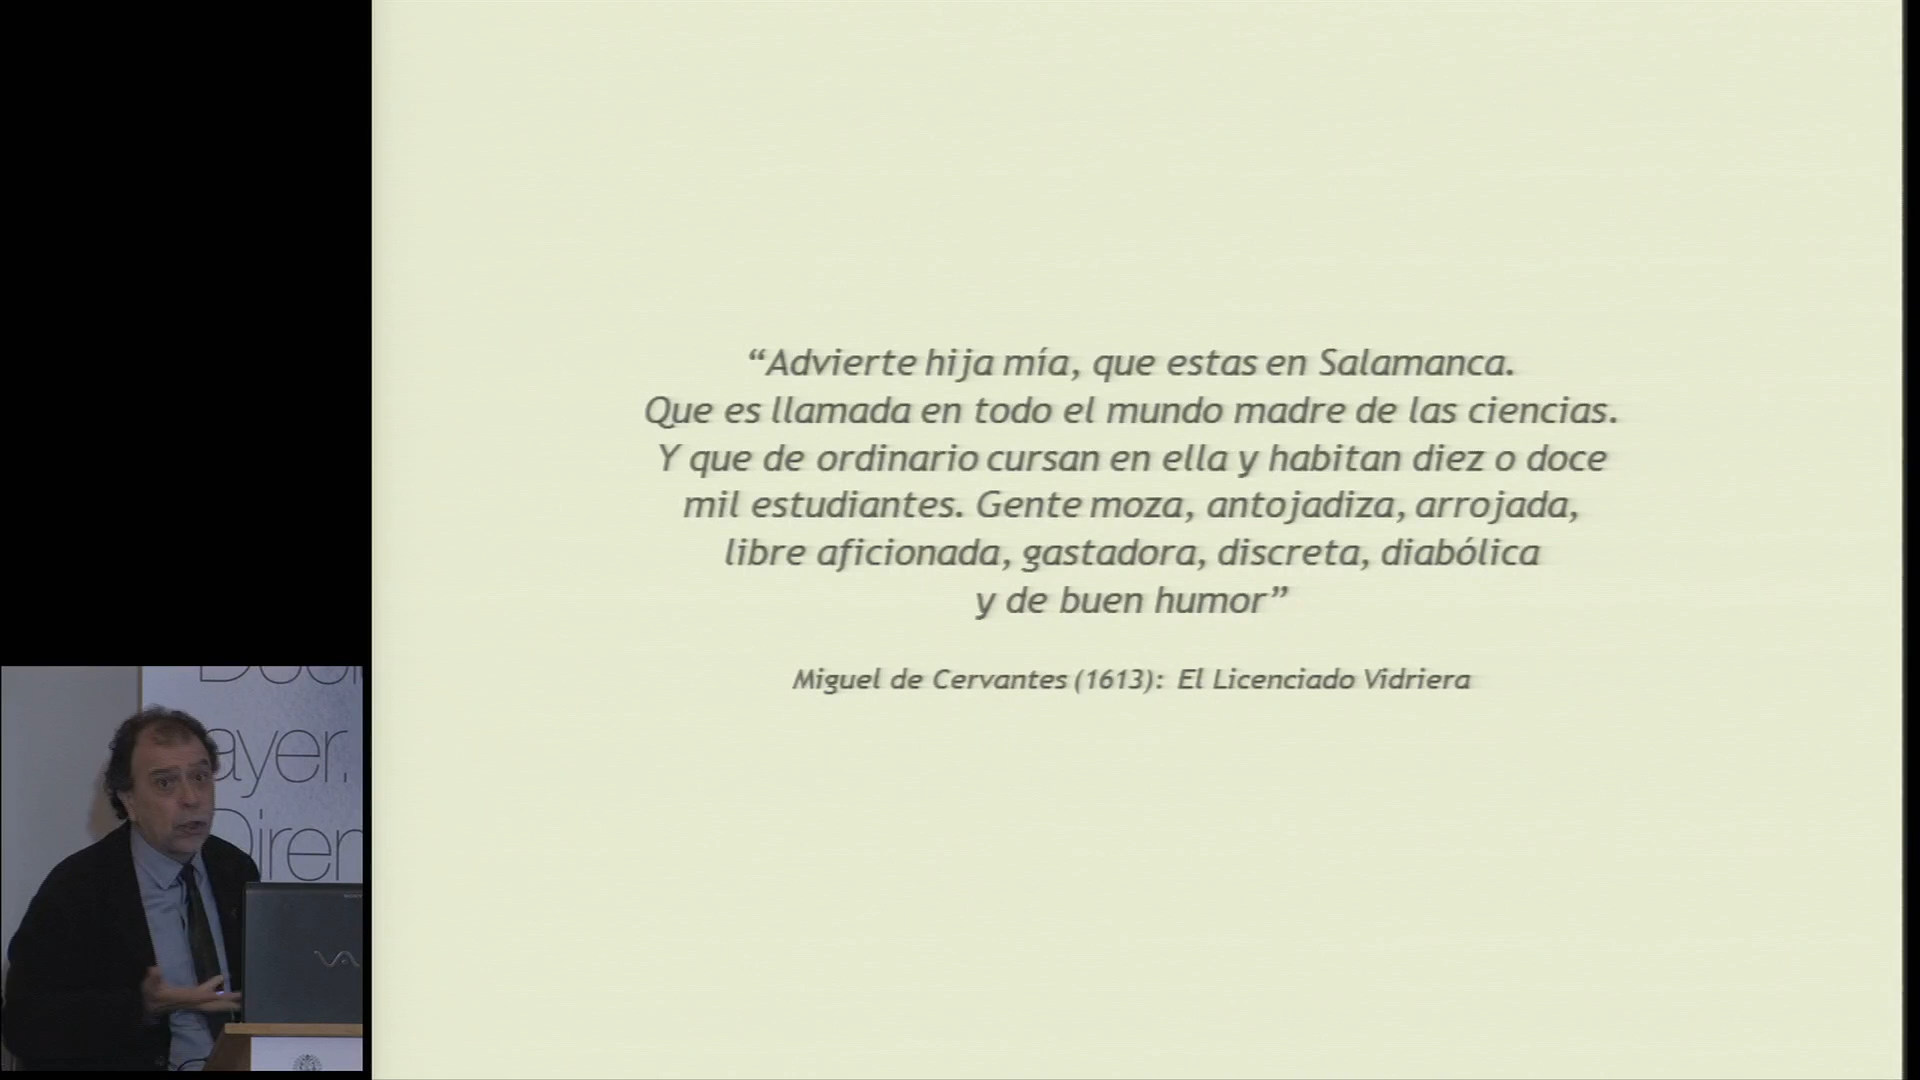 “Advierte hija mía, que estas en Salamanca.
Que es llamada en todo el mundo madre de las ciencias.
Y que de ordinario cursan en ella y habitan diez o doce
mil estudiantes. Gente moza, antojadiza, arrojada,
libre aficionada, gastadora, discreta, diabólica
y de buen humor”
Miguel de Cervantes (1613): El Licenciado Vidriera
ayer.